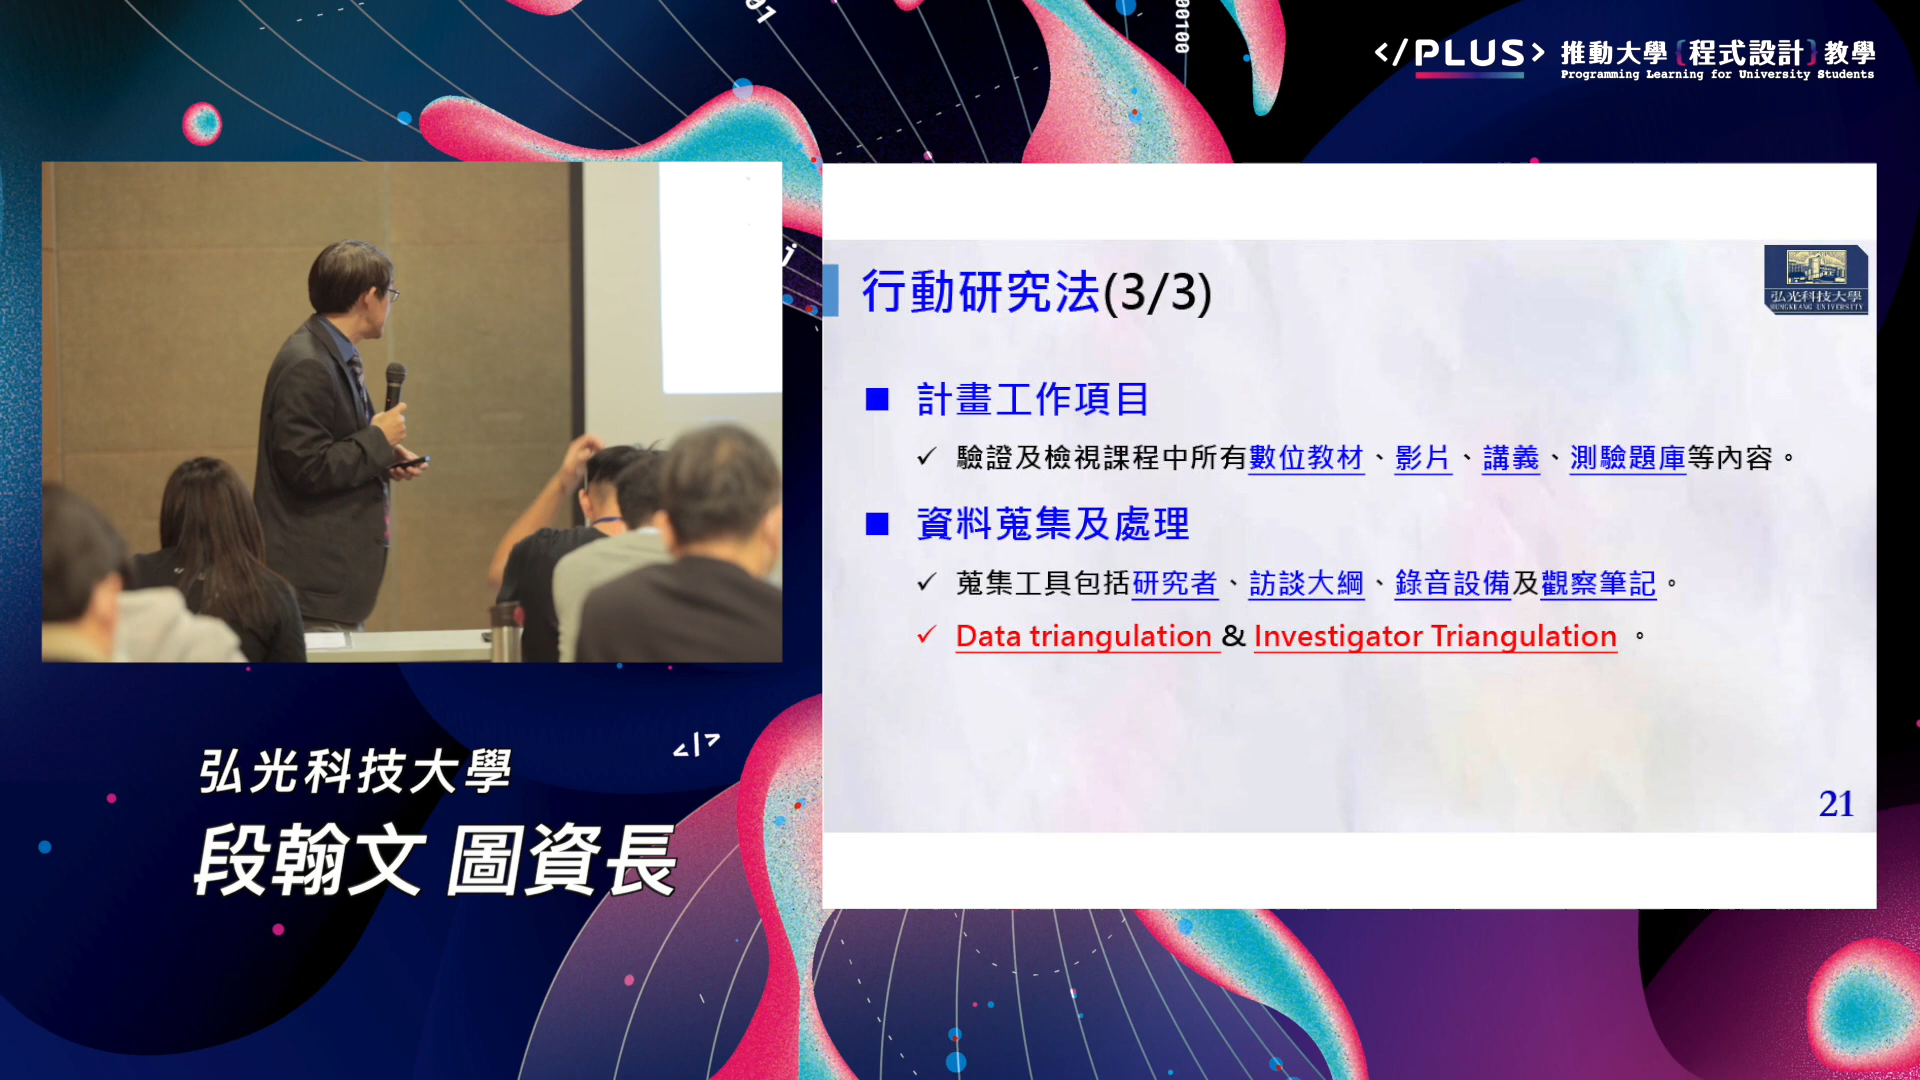 01
00100
</PLUS> 推動大學{程式設計}教學
Programming Learning for University Students
j
行動研究法(3/3)
弘光科技大學
HUNGKUANG UNIVERSITY
計畫工作項目
驗證及檢視課程中所有數位教材、影片、講義、測驗題庫等內容。
資料蒐集及處理
蒐集工具包括研究者、訪談大綱、錄音設備及觀察筆記。
Data triangulation & Investigator Triangulation 。
21
</>
弘光科技大學
段翰文 圖資長